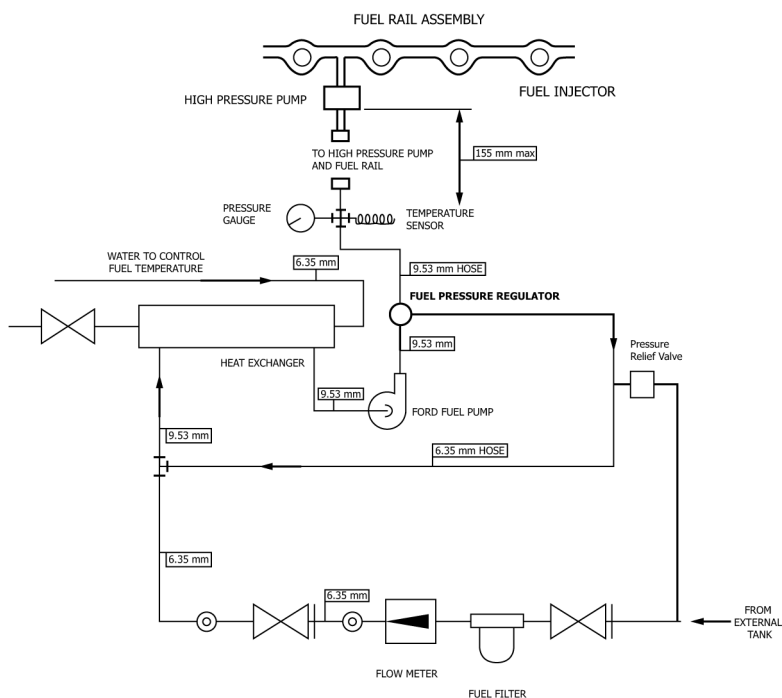 FUEL RAIL ASSEMBLY
HIGH PRESSURE PUMP
FUEL INJECTOR
TO HIGH PRESSURE PUMP
AND FUEL RAIL
155 mm max
PRESSURE
GAUGE
TEMPERATURE
SENSOR
WATER TO CONTROL
FUEL TEMPERATURE
6.35 mm
9.53 mm HOSE
FUEL PRESSURE REGULATOR
9.53 mm
Pressure
Relief Valve
HEAT EXCHANGER
9.53 mm
FORD FUEL PUMP
9.53 mm
6.35 mm HOSE
6.35 mm
6.35 mm
FROM
EXTERNAL
TANK
FLOW METER
FUEL FILTER